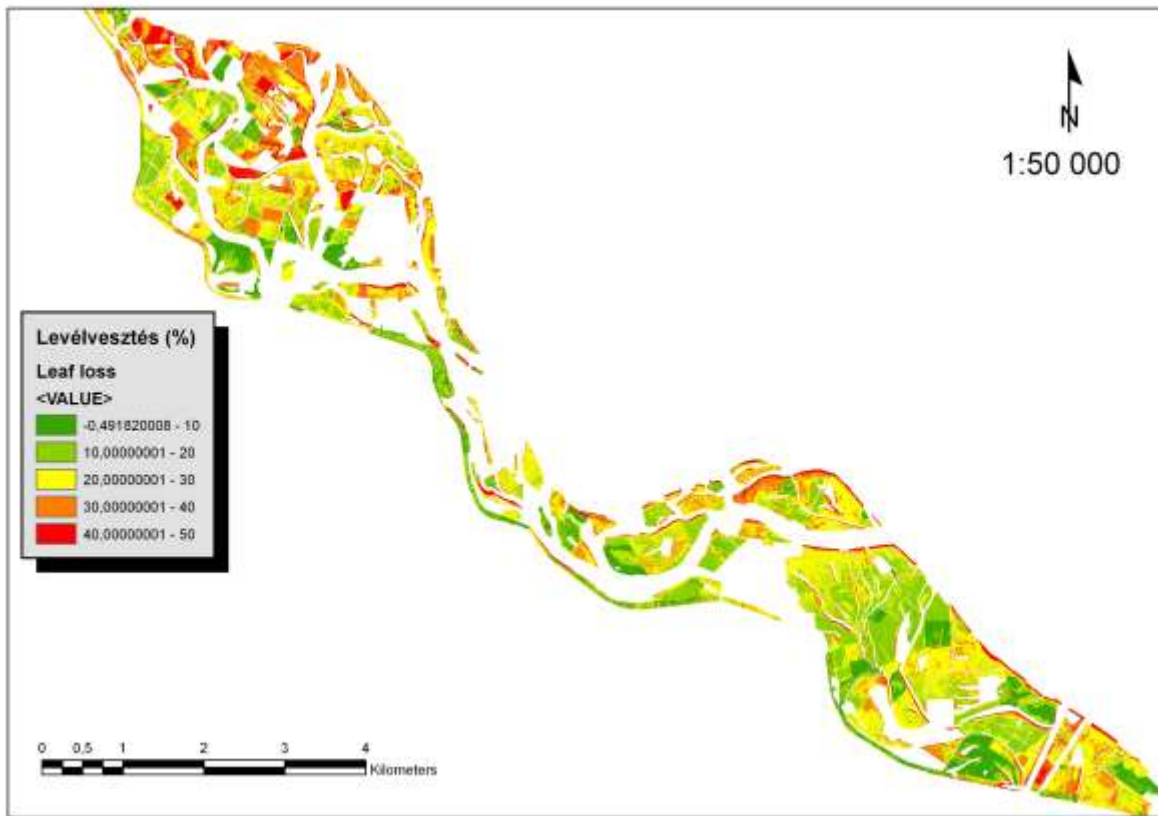 N
1:50 000
Levélvesztés (%)
Leaf loss
<VALUE>
-0,491820008 - 10
10,00000001 - 20
20,00000001 - 30
30,00000001 - 40
40,00000001 - 50
0 0,5 1 2 3 4
Kilometers